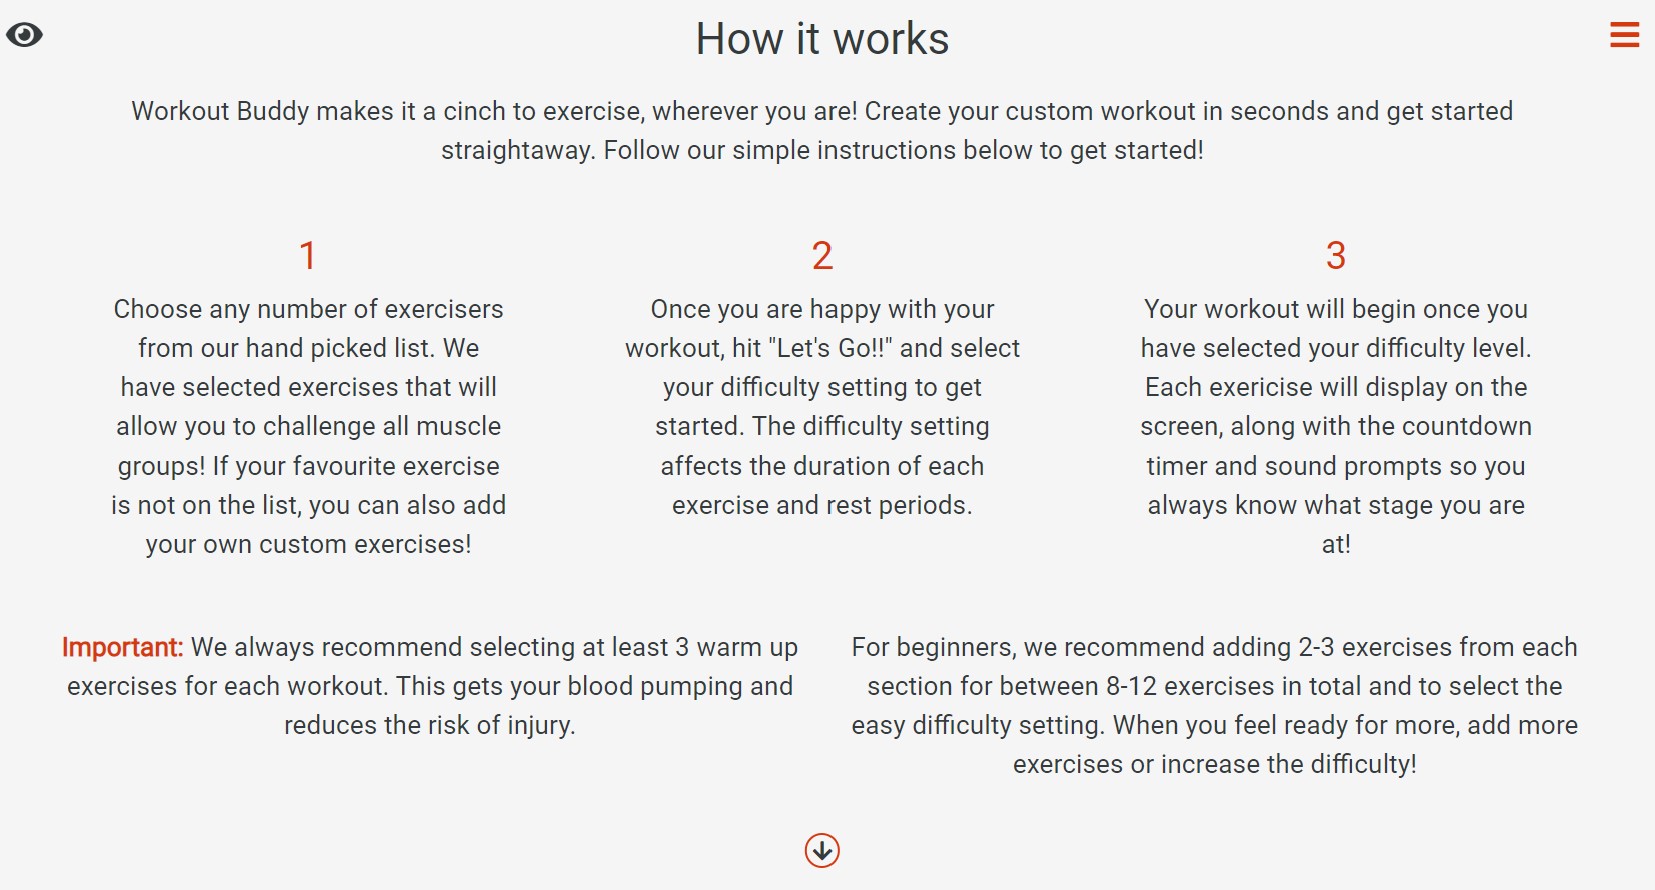 How it works
Workout Buddy makes it a cinch to exercise, wherever you are! Create your custom workout in seconds and get started
straightaway. Follow our simple instructions below to get started!
1
Choose any number of exercisers
from our hand picked list. We
have selected exercises that will
allow you to challenge all muscle
groups! If your favourite exercise
is not on the list, you can also add
your own custom exercises!
2
Once you are happy with your
workout, hit "Let's Go!!" and select
your difficulty setting to get
started. The difficulty setting
affects the duration of each
exercise and rest periods.
3
Your workout will begin once you
have selected your difficulty level.
Each exericise will display on the
screen, along with the countdown
timer and sound prompts so you
always know what stage you are
at!
Important: We always recommend selecting at least 3 warm up
exercises for each workout. This gets your blood pumping and
reduces the risk of injury.
For beginners, we recommend adding 2-3 exercises from each
section for between 8-12 exercises in total and to select the
easy difficulty setting. When you feel ready for more, add more
exercises or increase the difficulty!